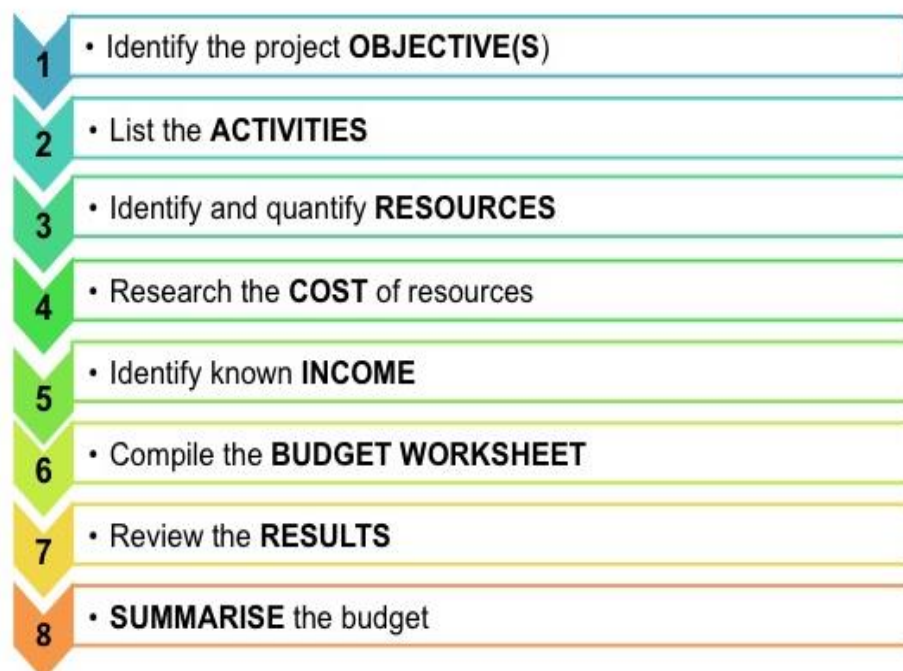 1 • Identify the project OBJECTIVE(S)
2 • List the ACTIVITIES
3 • Identify and quantify RESOURCES
4 • Research the COST of resources
5 • Identify known INCOME
6 • Compile the BUDGET WORKSHEET
7 • Review the RESULTS
8 • SUMMARISE the budget